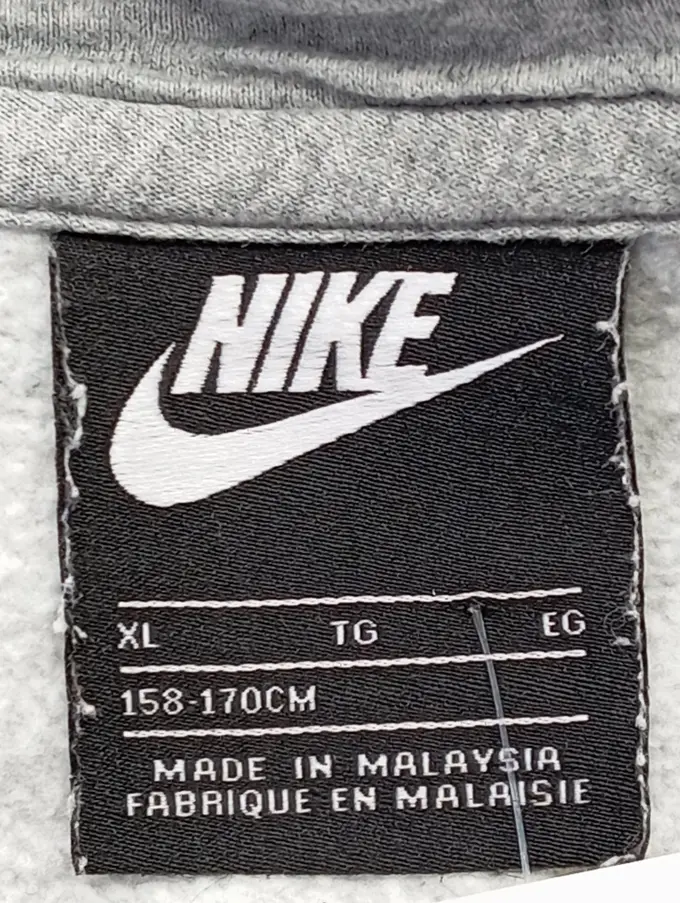 NIKE
XL TG EG
158-170CM
MADE IN MALAYSIA
FABRIQUE EN MALAISIE